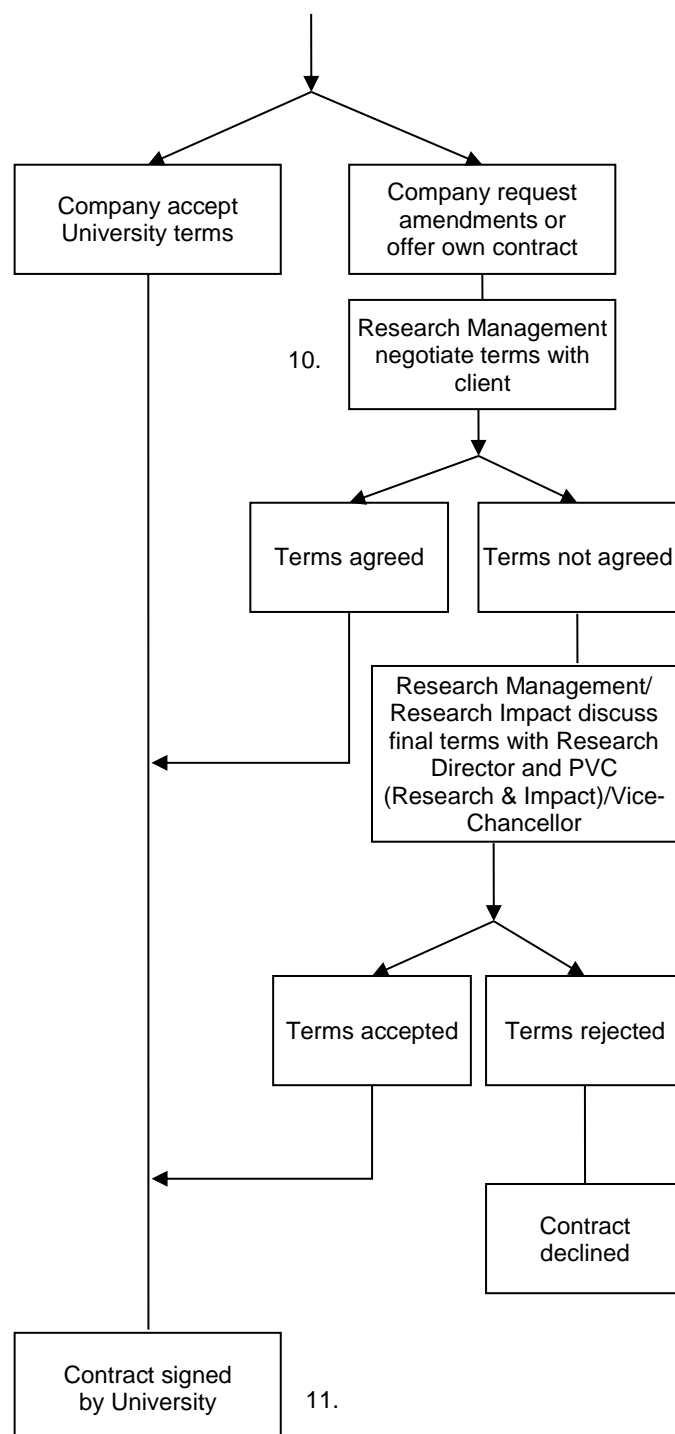 Company accept
University terms
Company request
amendments or
offer own contract
10.
Research Management
negotiate terms with
client
Terms agreed
Terms not agreed
Research Management/
Research Impact discuss
final terms with Research
Director and PVC
(Research & Impact)/Vice-
Chancellor
Terms accepted
Terms rejected
Contract
declined
Contract signed
by University
11.